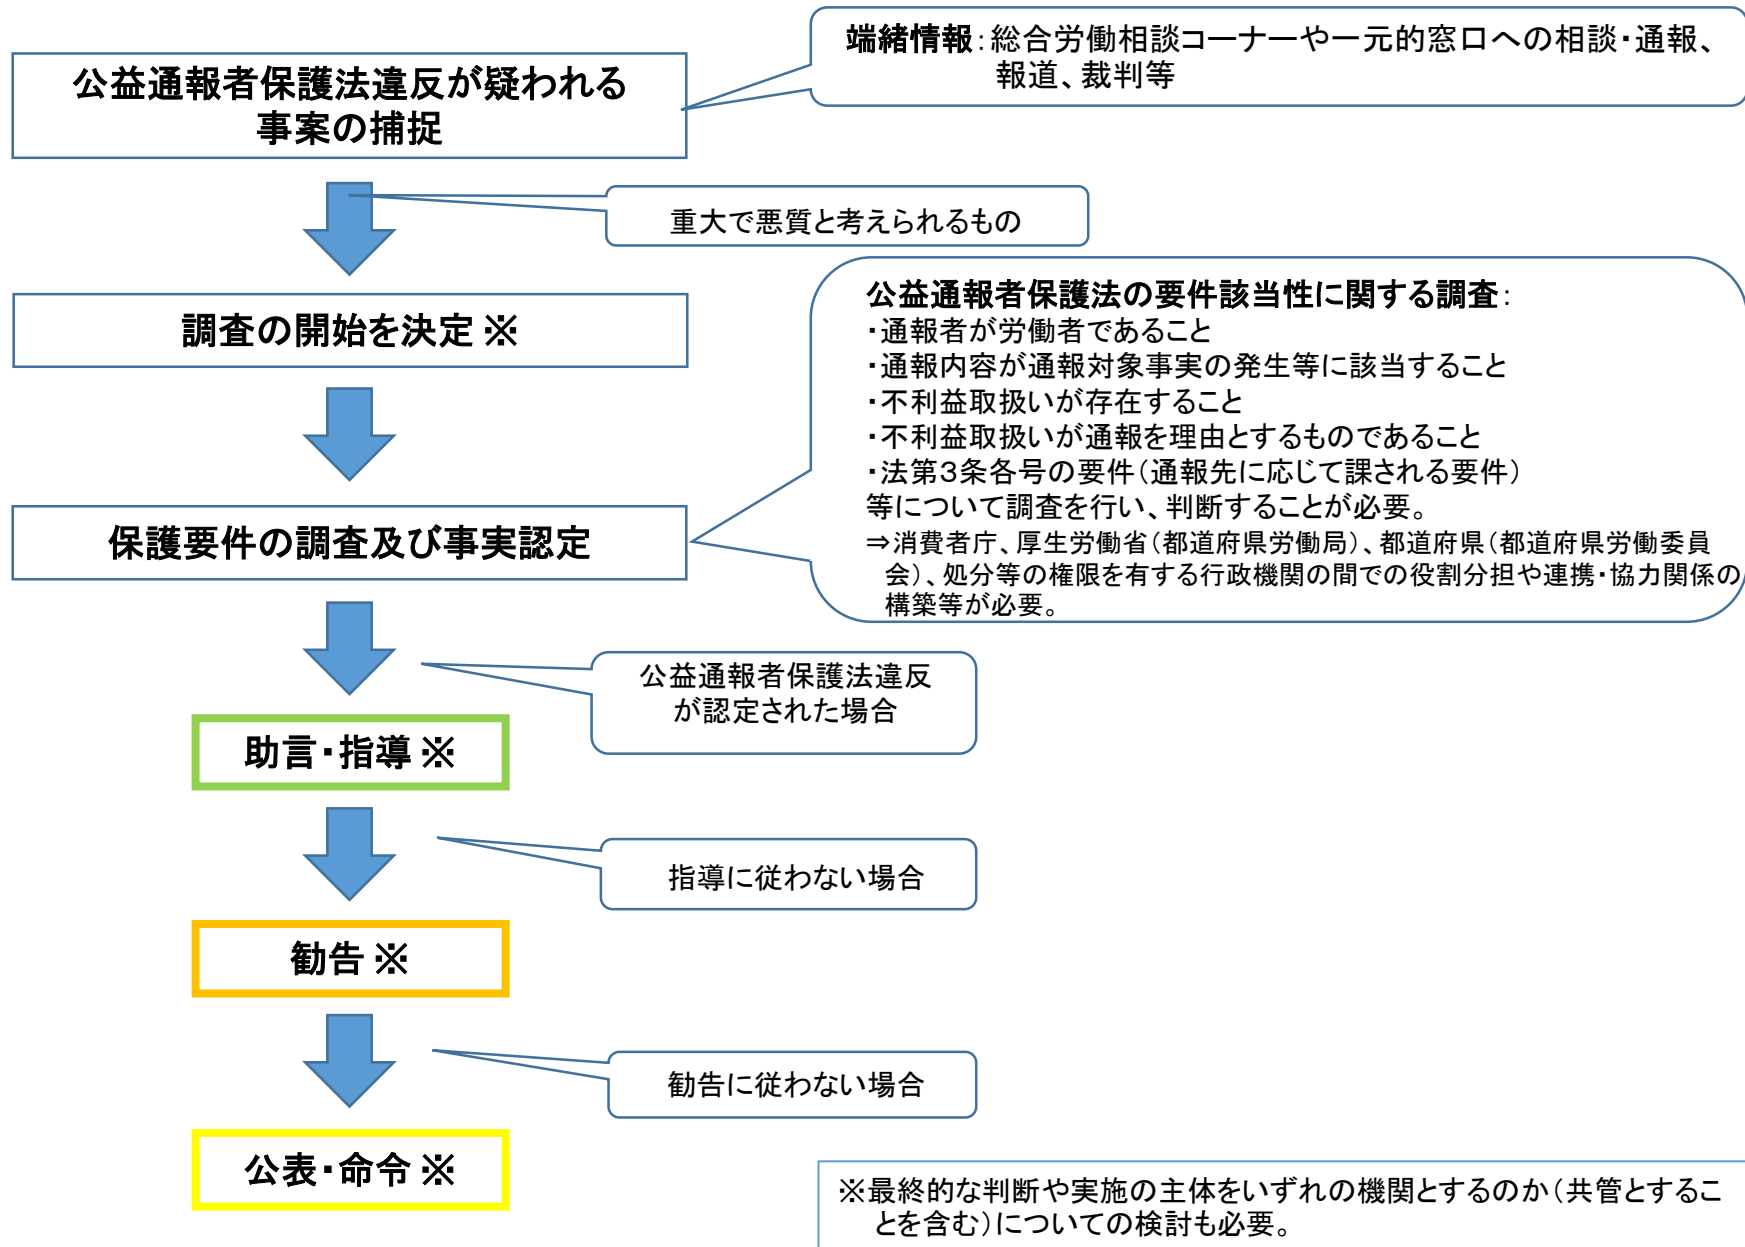 公益通報者保護法違反が疑われる
事案の捕捉
端緒情報：総合労働相談コーナーや一元的窓口への相談・通報、
報道、裁判等
重大で悪質と考えられるもの
調査の開始を決定 ※
公益通報者保護法の要件該当性に関する調査：
・通報者が労働者であること
・通報内容が通報対象事実の発生等に該当すること
・不利益取扱いが存在すること
・不利益取扱いが通報を理由とするものであること
・法第３条各号の要件（通報先に応じて課される要件）
等について調査を行い、判断することが必要。
⇒消費者庁、厚生労働省（都道府県労働局）、都道府県（都道府県労働委員
会）、処分等の権限を有する行政機関の間での役割分担や連携・協力関係の
構築等が必要。
保護要件の調査及び事実認定
公益通報者保護法違反
が認定された場合
助言・指導 ※
指導に従わない場合
勧告 ※
勧告に従わない場合
公表・命令 ※
※最終的な判断や実施の主体をいずれの機関とするのか（共管とするこ
とを含む）についての検討も必要。